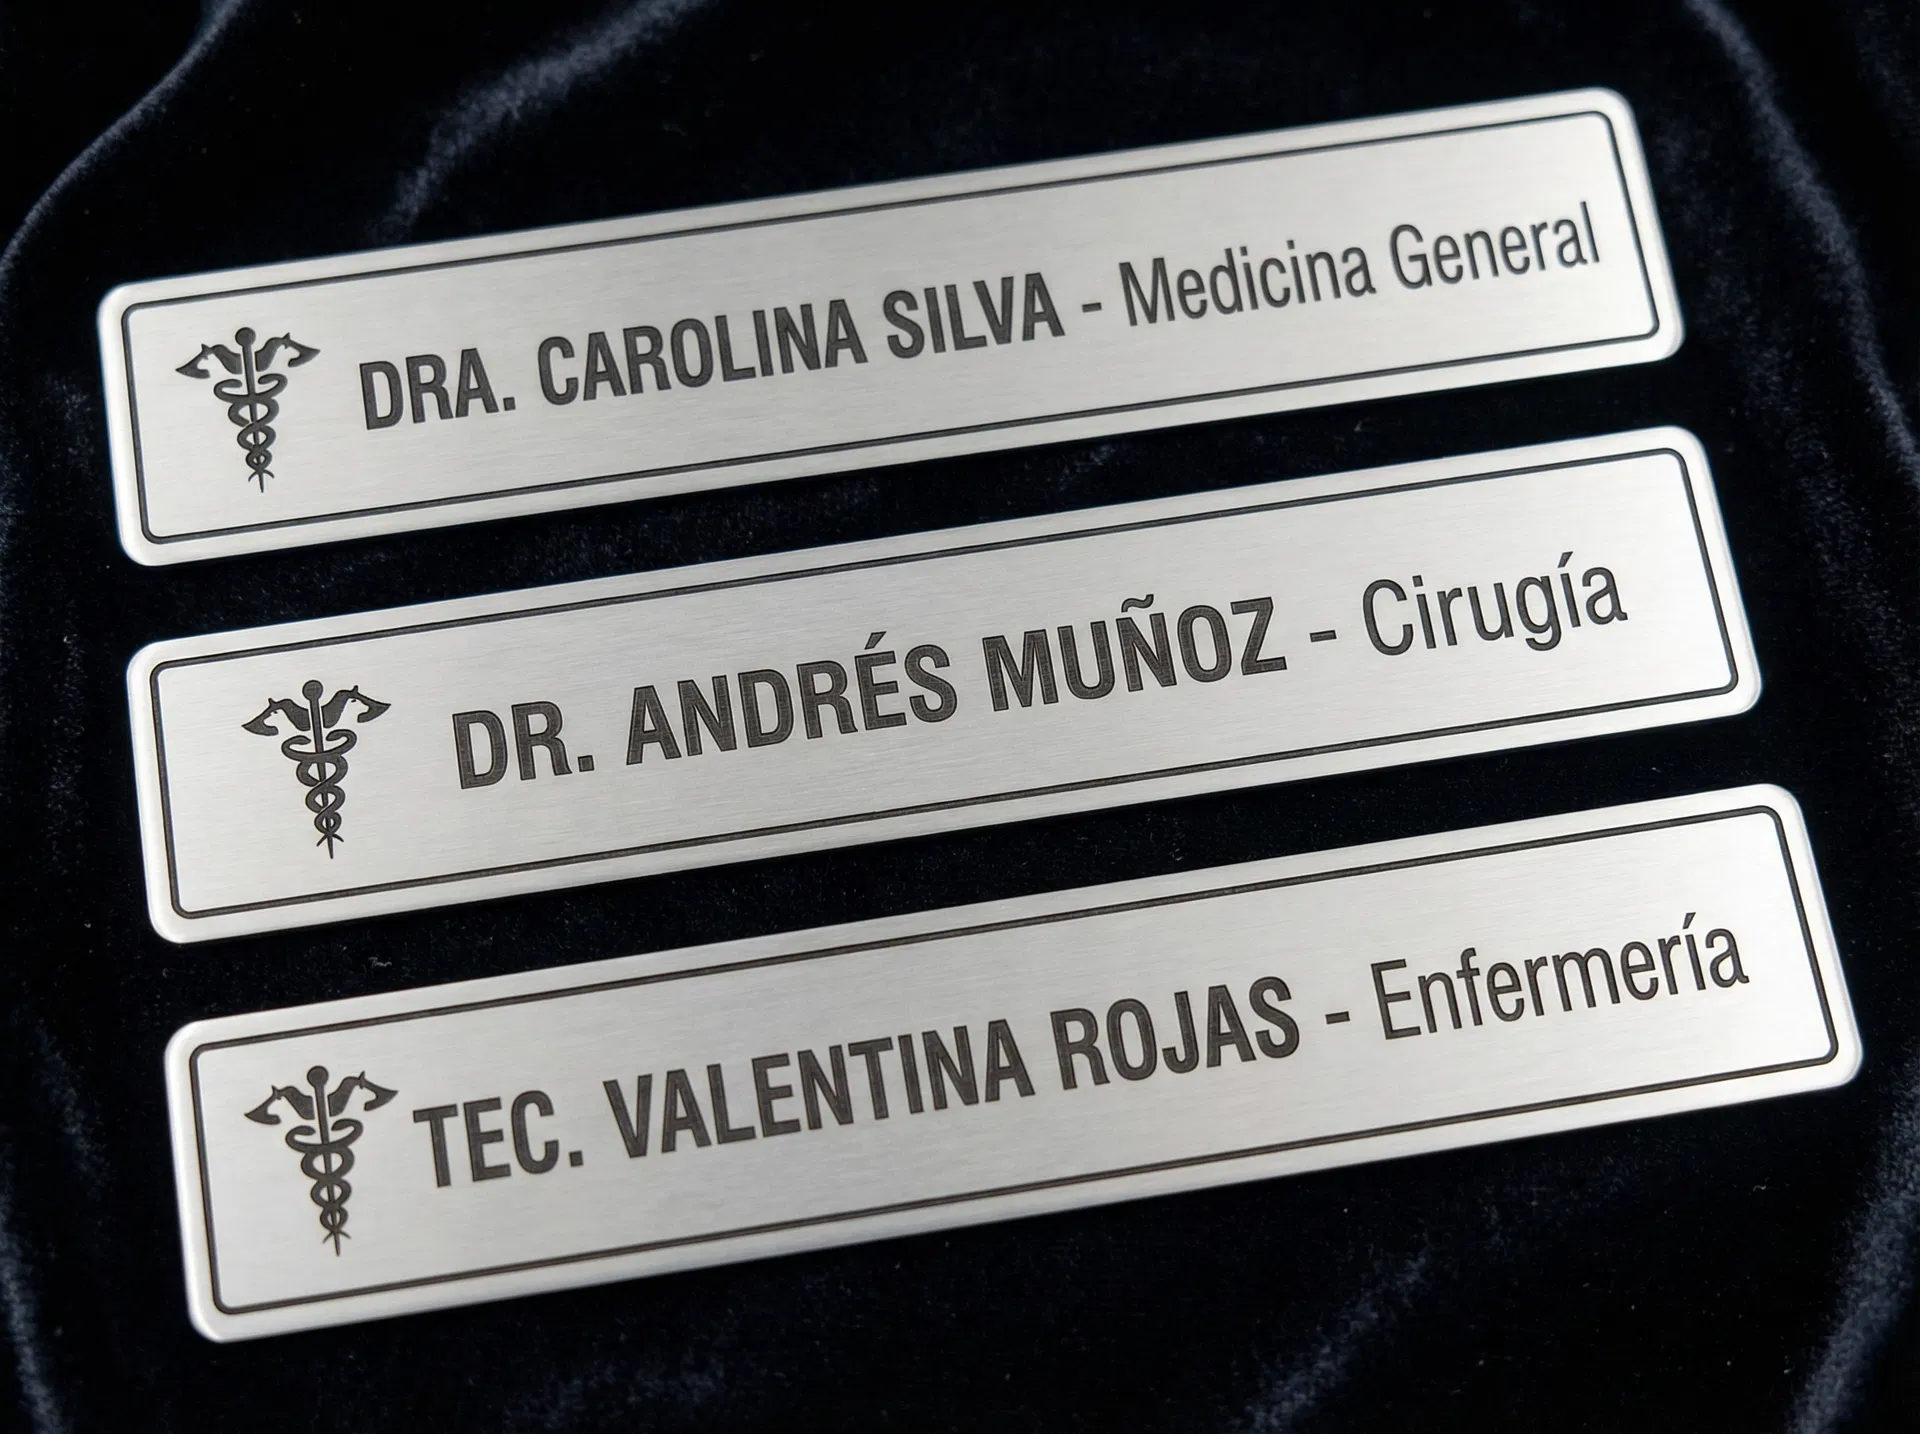 DRA. CAROLINA SILVA - Medicina General
DR. ANDRÉS MUÑOZ - Cirugía
TEC. VALENTINA ROJAS - Enfermería